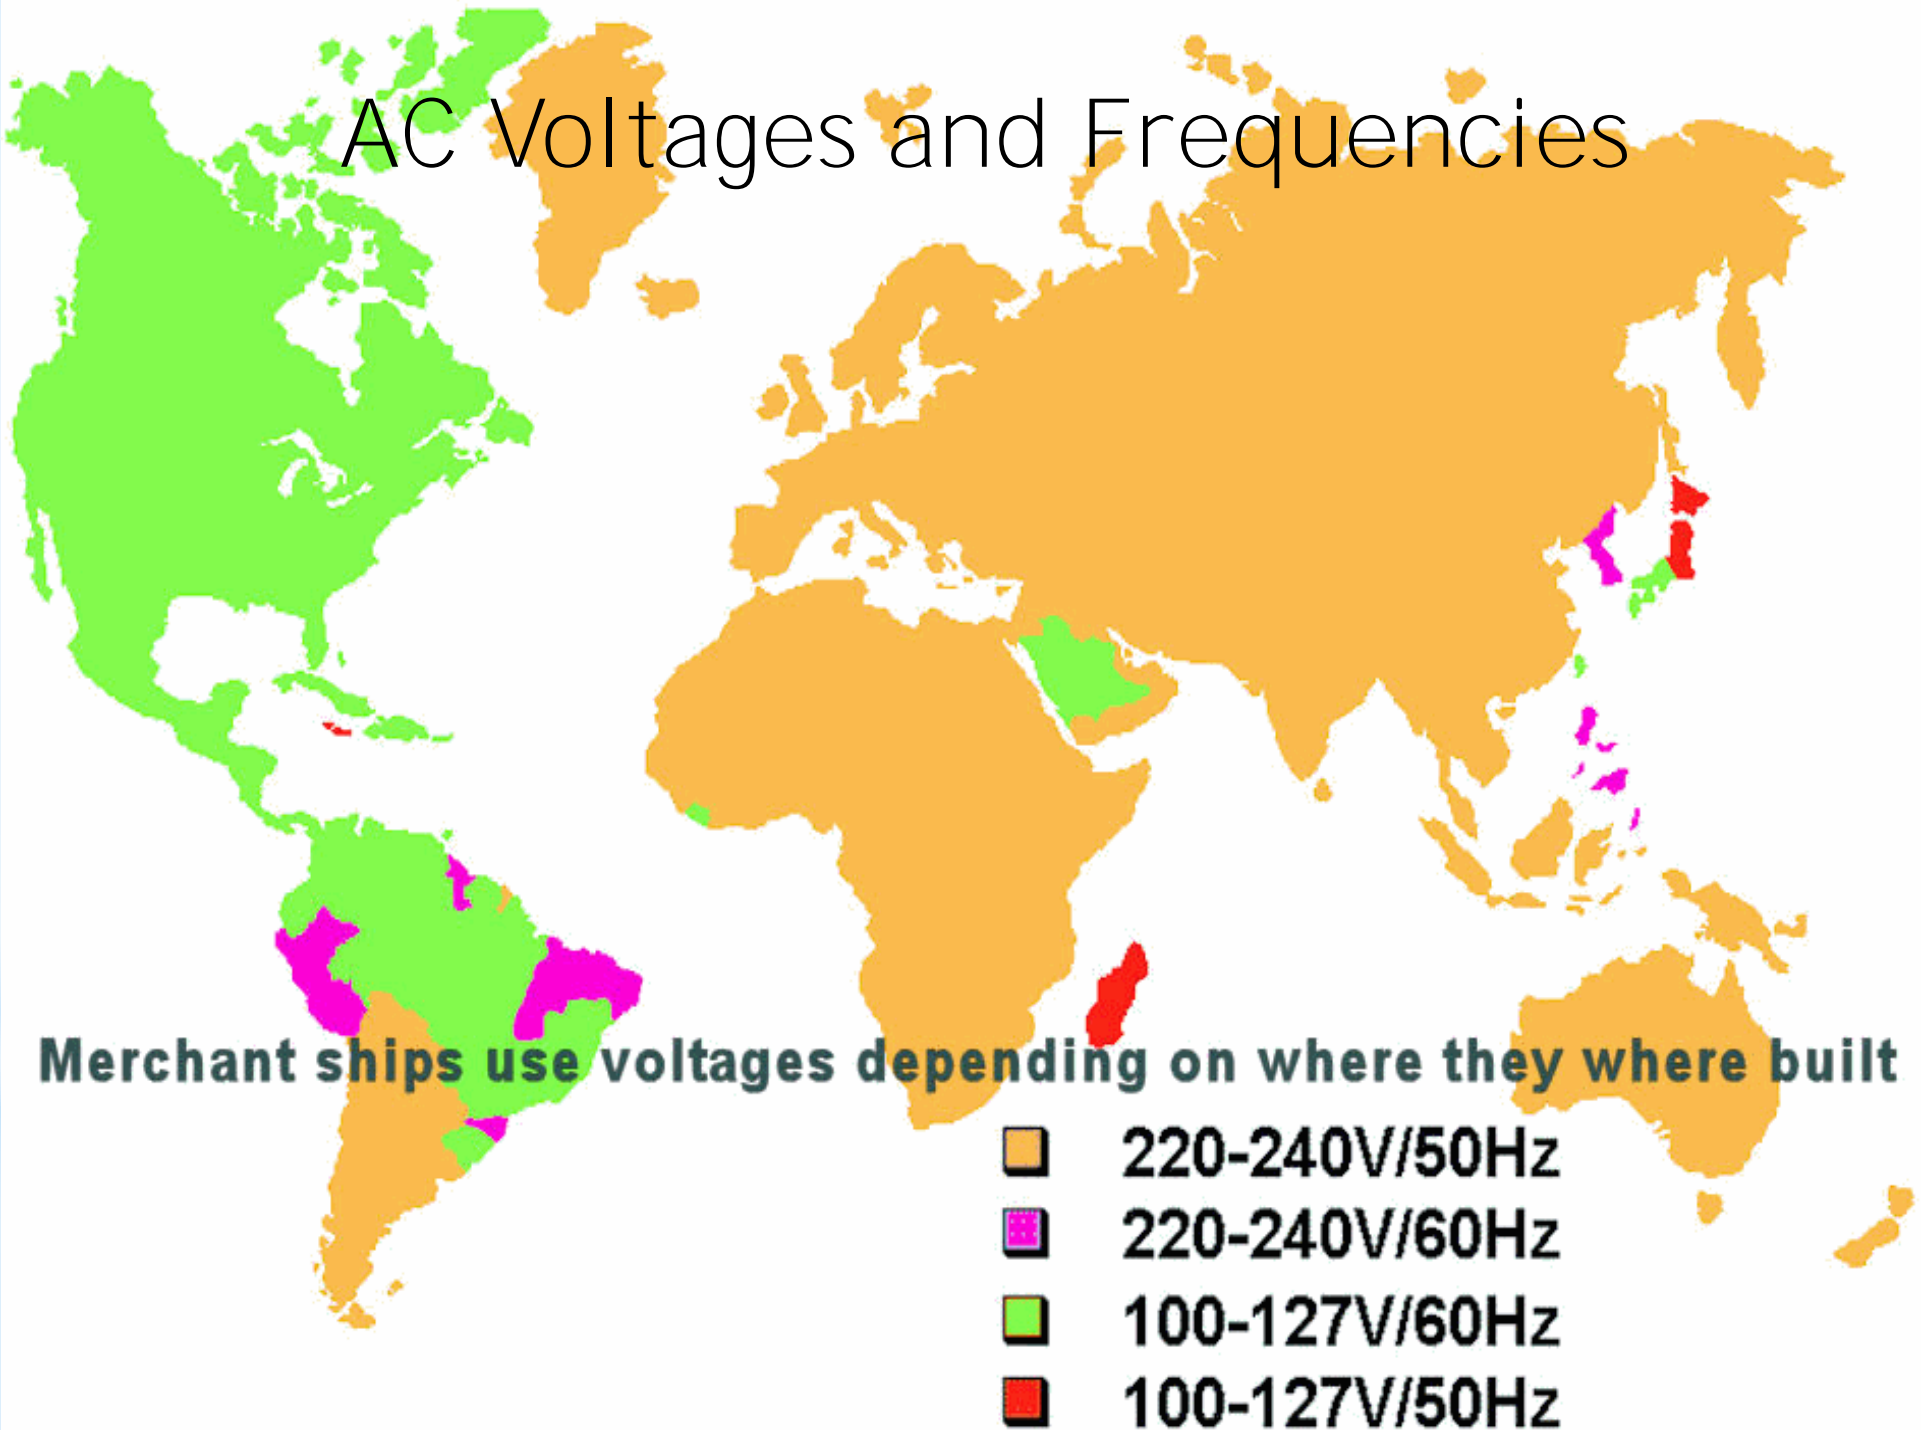 AC Voltages and Frequencies
Merchant ships use voltages depending on where they where built
220-240V/50Hz
220-240V/60Hz
100-127V/60Hz
100-127V/50Hz